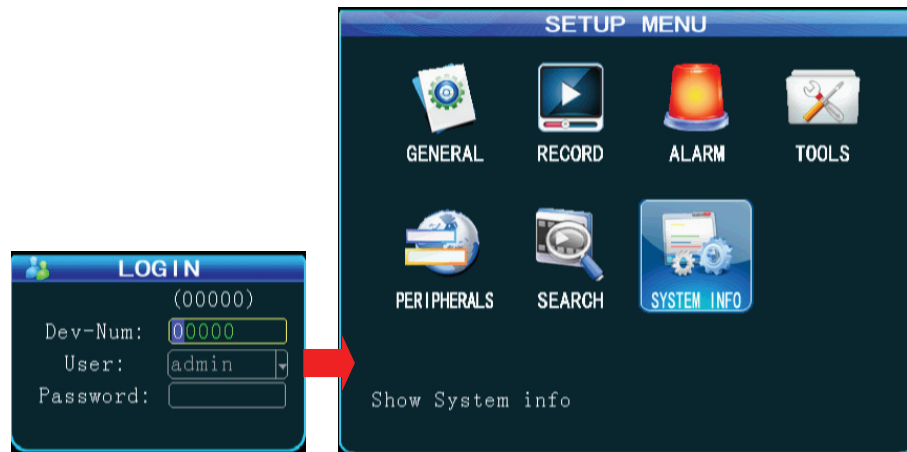 LOGIN
(00000)
Dev-Num: 00000
User: admin
Password:
SETUP MENU
GENERAL RECORD ALARM TOOLS
PERIPHERALS SEARCH SYSTEM INFO
Show System info